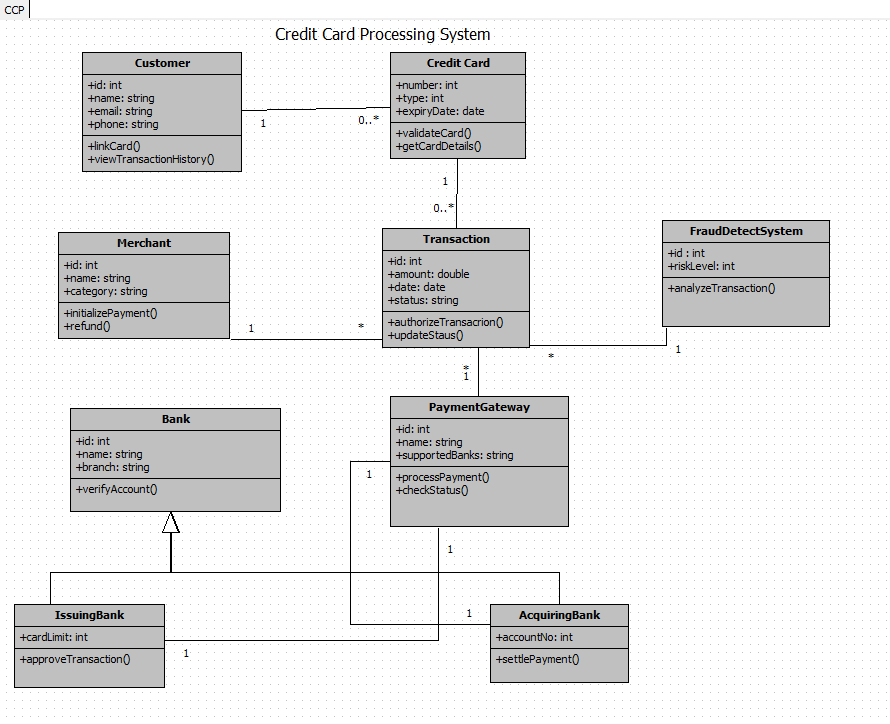 CCP
Credit Card Processing System
Customer
+id: int
+name: string
+email: string
+phone: string
+linkCard()
+viewTransactionHistory()
1
0..*
Credit Card
+number: int
+type: int
+expiryDate: date
+validateCard()
+getCardDetails()
1
0..*
Merchant
+id: int
+name: string
+category: string
+initializePayment()
+refund()
1
*
Transaction
+id: int
+amount: double
+date: date
+status: string
+authorizeTransacrion()
+updateStaus()
*
1
FraudDetectSystem
+id : int
+riskLevel: int
+analyzeTransaction()
*
1
Bank
+id: int
+name: string
+branch: string
+verifyAccount()
PaymentGateway
+id: int
+name: string
+supportedBanks: string
+processPayment()
+checkStatus()
1
1
IssuingBank
+cardLimit: int
+approveTransaction()
1
1
AcquiringBank
+accountNo: int
+settlePayment()